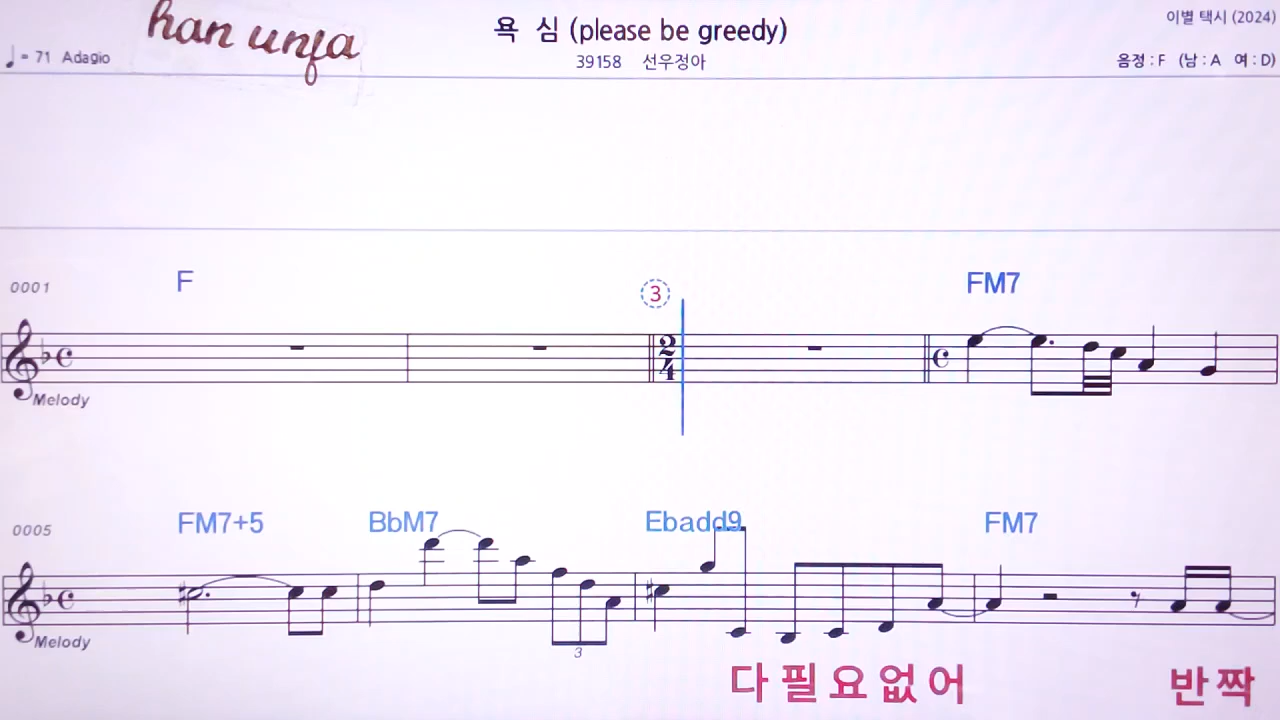 han unja
욕 심 (please be greedy)
이별 택시 (2024)
♩ = 71 Adagio
39158 선우정아
음정 : F (남 : A 여 : D)
0001
F
3
FM7
2
4
Melody
0005
FM7+5
BbM7
Ebadd9
FM7
Melody
3
다 필 요 없 어
반 짝